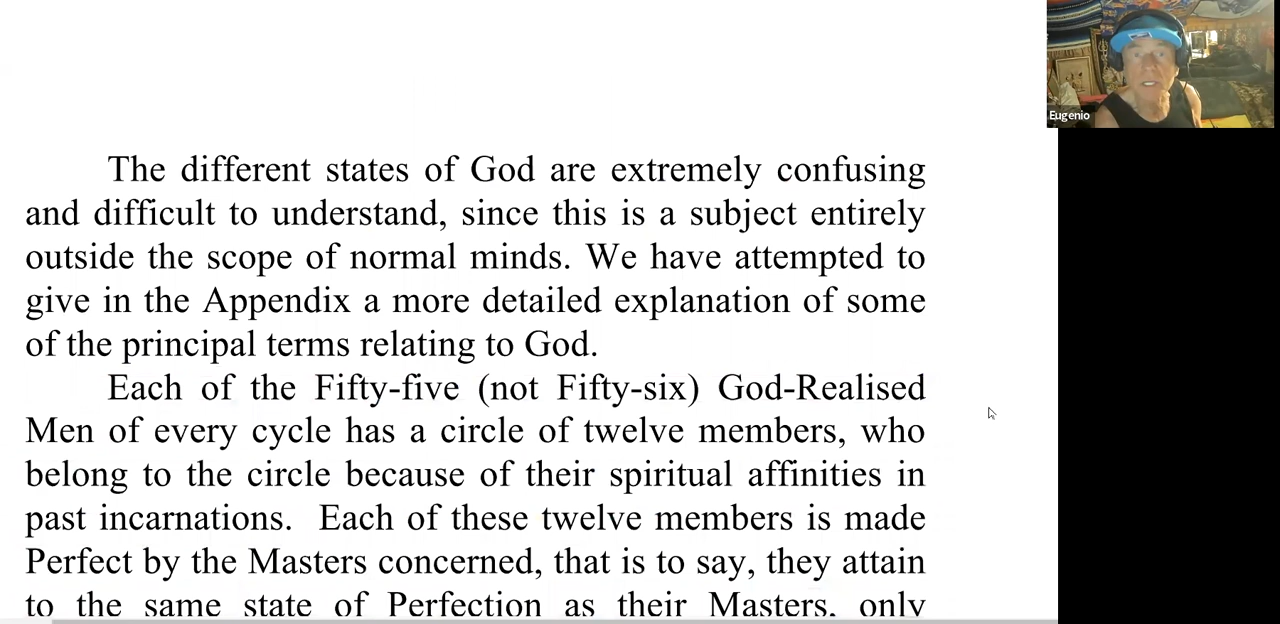 The different states of God are extremely confusing
and difficult to understand, since this is a subject entirely
outside the scope of normal minds. We have attempted to
give in the Appendix a more detailed explanation of some
of the principal terms relating to God.
Each of the Fifty-five (not Fifty-six) God-Realised
Men of every cycle has a circle of twelve members, who
belong to the circle because of their spiritual affinities in
past incarnations. Each of these twelve members is made
Perfect by the Masters concerned, that is to say, they attain
to the same state of Perfection as their Masters, only
Eugenio